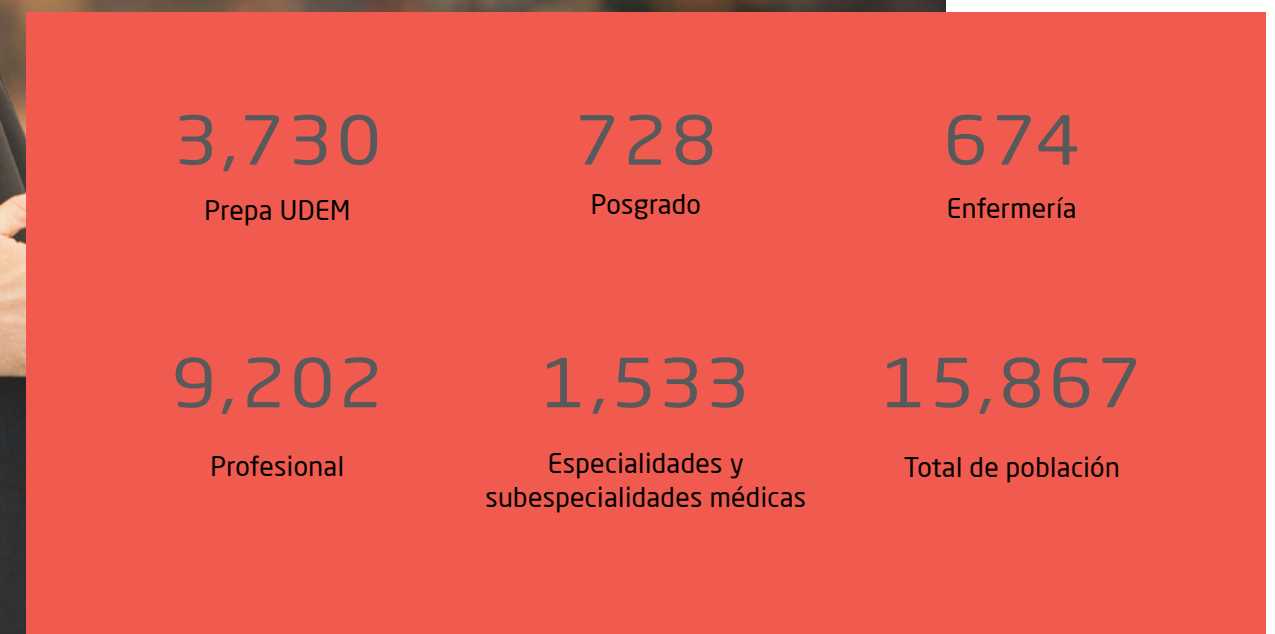 3,730
Prepa UDEM
728
Posgrado
674
Enfermería
9,202
Profesional
1,533
Especialidades y
subespecialidades médicas
15,867
Total de población